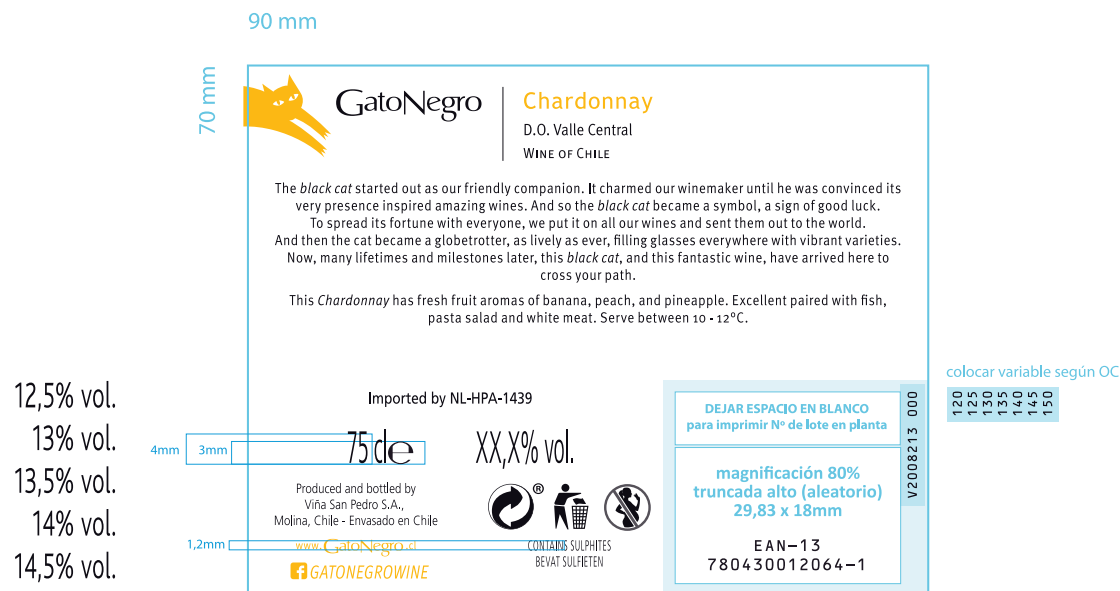 90 mm
70 mm
GatoNegro
Chardonnay
D.O. Valle Central
Wine of Chile
The black cat started out as our friendly companion. It charmed our winemaker until he was convinced its
very presence inspired amazing wines. And so the black cat became a symbol, a sign of good luck.
To spread its fortune with everyone, we put it on all our wines and sent them out to the world.
And then the cat became a globetrotter, as lively as ever, filling glasses everywhere with vibrant varieties.
Now, many lifetimes and milestones later, this black cat, and this fantastic wine, have arrived here to
cross your path.
This Chardonnay has fresh fruit aromas of banana, peach, and pineapple. Excellent paired with fish,
pasta salad and white meat. Serve between 10 - 12ºC.
12,5% vol.
13% vol.
13,5% vol.
14% vol.
14,5% vol.
Imported by NL-HPA-1439
4mm
3mm
75 cl e
XX,X% vol.
Produced and bottled by
Viña San Pedro S.A.,
Molina, Chile - Envasado en Chile
1,2mm
www.GatoNegro.cl
GATONEGROWINE
®
CONTAINS SULPHITES
BEVAT SULFIETEN
DEJAR ESPACIO EN BLANCO
para imprimir Nº de lote en planta
magnificación 80%
truncada alto (aleatorio)
29,83 x 18mm
EAN-13
780430012064-1
V2008213 000
colocar variable según OC
120
125
130
135
140
145
150